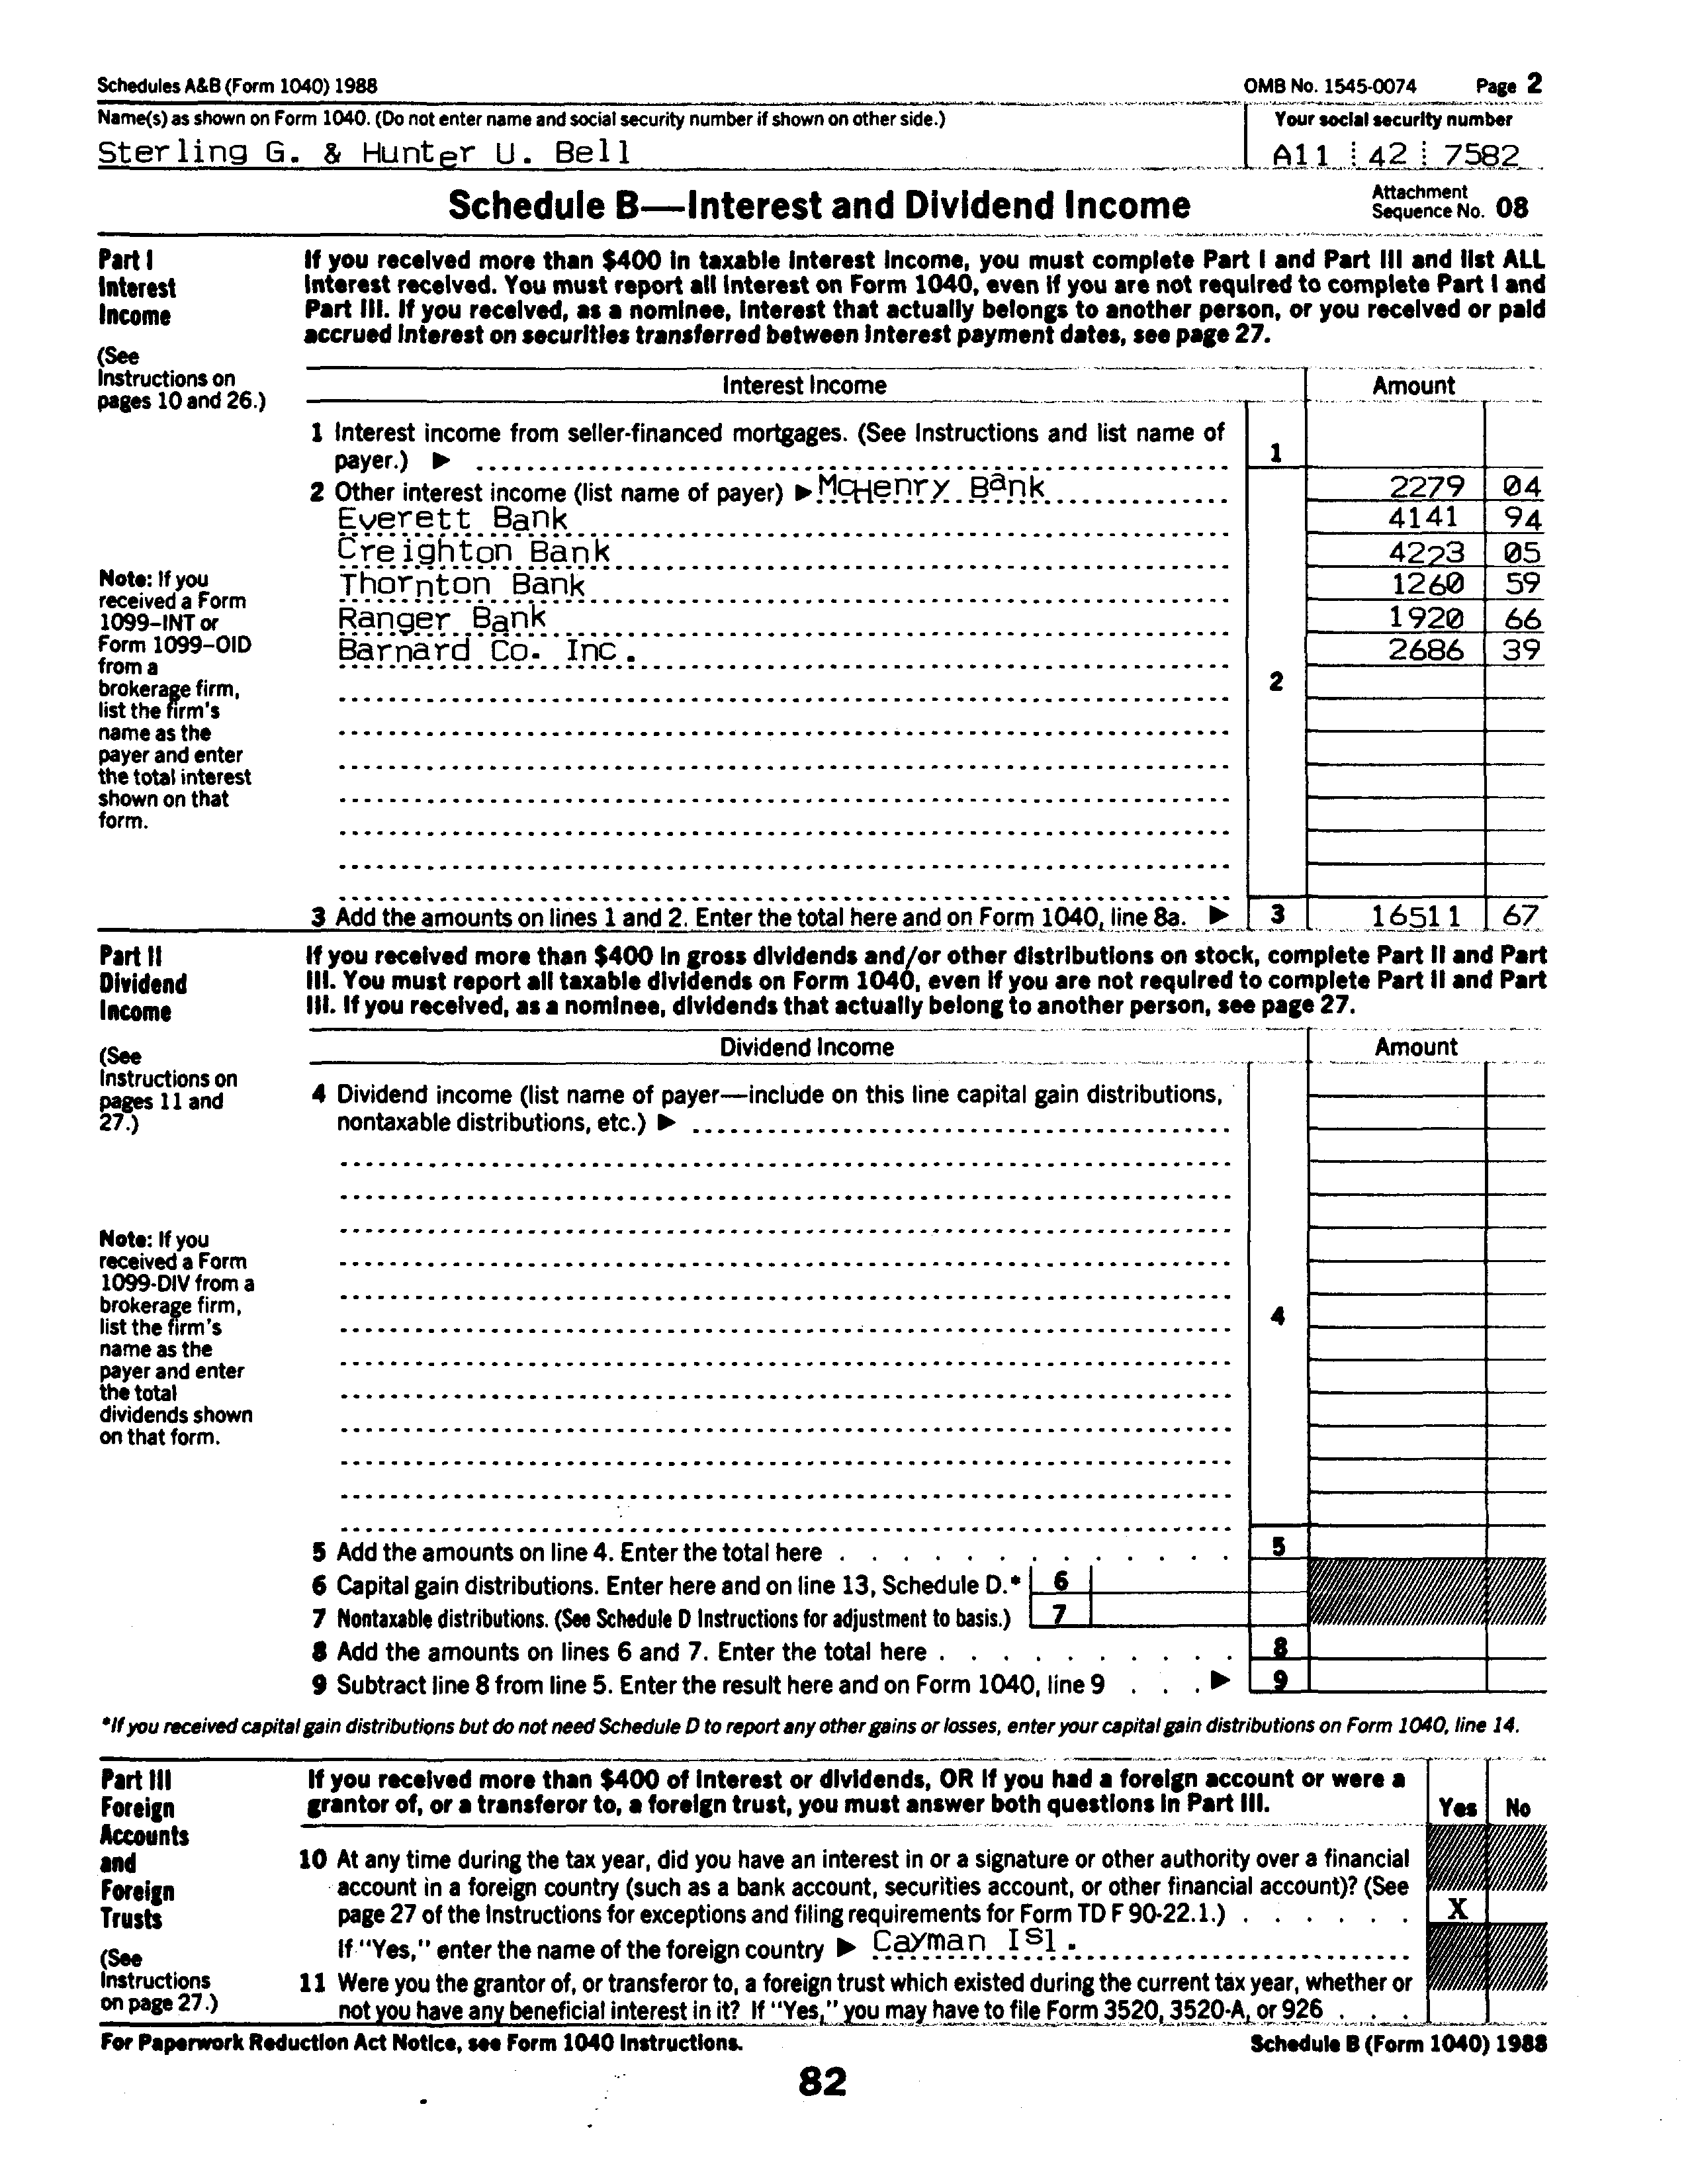 Schedules A&B (Form 1040) 1988 OMB No. 1545-0074 Page 2
Name(s) as shown on Form 1040. (Do not enter name and social security number if shown on other side.) Your social security number
Sterling G. & Hunter U. Bell A11 42 7582
Schedule B—Interest and Dividend Income Attachment Sequence No. 08
Part I
Interest
Income
(See
Instructions on
pages 10 and 26.)
If you received more than $400 in taxable interest income, you must complete Part I and Part III and list ALL
interest received. You must report all interest on Form 1040, even if you are not required to complete Part I and
Part III. If you received, as a nominee, interest that actually belongs to another person, or you received or paid
accrued interest on securities transferred between interest payment dates, see page 27.
Interest Income Amount
1 Interest income from seller-financed mortgages. (See Instructions and list name of
payer.) ▶ 1
2 Other interest income (list name of payer) ▶ McHenry Bank 2279 04
Everett Bank 4141 94
Creighton Bank 4223 05
Thornton Bank 1260 59
Ranger Bank 1920 66
Barnard Co. Inc. 2686 39
2
Note: If you
received a Form
1099–INT or
Form 1099–OID
from a
brokerage firm,
list the firm's
name as the
payer and enter
the total interest
shown on that
form.
3 Add the amounts on lines 1 and 2. Enter the total here and on Form 1040, line 8a. ▶ 3 16511 67
Part II
Dividend
Income
(See
Instructions on
pages 11 and
27.)
If you received more than $400 in gross dividends and/or other distributions on stock, complete Part II and Part
III. You must report all taxable dividends on Form 1040, even if you are not required to complete Part II and Part
III. If you received, as a nominee, dividends that actually belong to another person, see page 27.
Dividend Income Amount
4 Dividend income (list name of payer—include on this line capital gain distributions,
nontaxable distributions, etc.) ▶
4
Note: If you
received a Form
1099-DIV from a
brokerage firm,
list the firm's
name as the
payer and enter
the total
dividends shown
on that form.
5 Add the amounts on line 4. Enter the total here . . . . . . . . . . . . 5
6 Capital gain distributions. Enter here and on line 13, Schedule D.* 6
7 Nontaxable distributions. (See Schedule D Instructions for adjustment to basis.) 7
8 Add the amounts on lines 6 and 7. Enter the total here . . . . . . . . . . 8
9 Subtract line 8 from line 5. Enter the result here and on Form 1040, line 9 . . . ▶ 9
*If you received capital gain distributions but do not need Schedule D to report any other gains or losses, enter your capital gain distributions on Form 1040, line 14.
Part III
Foreign
Accounts
and
Foreign
Trusts
(See
Instructions
on page 27.)
If you received more than $400 of interest or dividends, OR if you had a foreign account or were a
grantor of, or a transferor to, a foreign trust, you must answer both questions in Part III. Yes No
10 At any time during the tax year, did you have an interest in or a signature or other authority over a financial
account in a foreign country (such as a bank account, securities account, or other financial account)? (See
page 27 of the Instructions for exceptions and filing requirements for Form TD F 90-22.1.) . . . . . . X
If "Yes," enter the name of the foreign country ▶ Cayman Isl.
11 Were you the grantor of, or transferor to, a foreign trust which existed during the current tax year, whether or
not you have any beneficial interest in it? If "Yes," you may have to file Form 3520, 3520-A, or 926 . . .
For Paperwork Reduction Act Notice, see Form 1040 Instructions. Schedule B (Form 1040) 1988
82